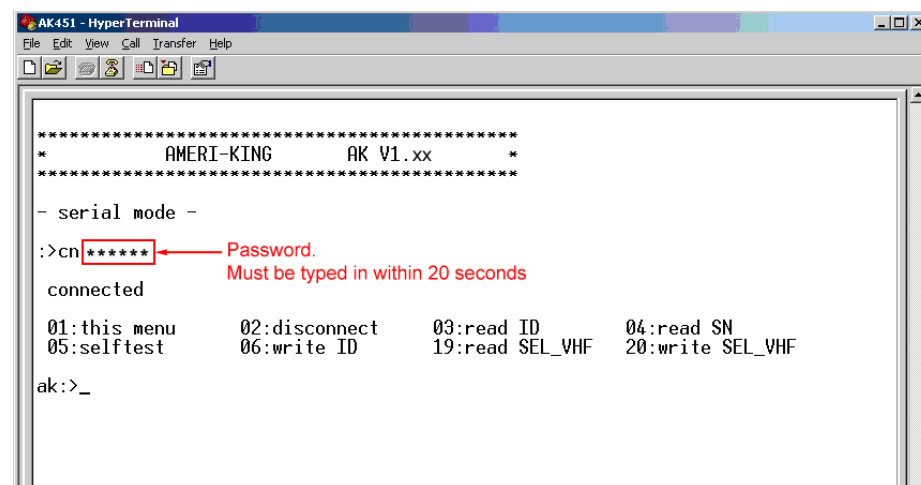 AK451 - HyperTerminal
File Edit View Call Transfer Help
**********************************************
* AMERI-KING AK V1.xx *
**********************************************
- serial mode -
:>cn ****** Password.
Must be typed in within 20 seconds
connected
01:this menu 02:disconnect 03:read ID 04:read SN
05:selftest 06:write ID 19:read SEL_VHF 20:write SEL_VHF
ak:>_